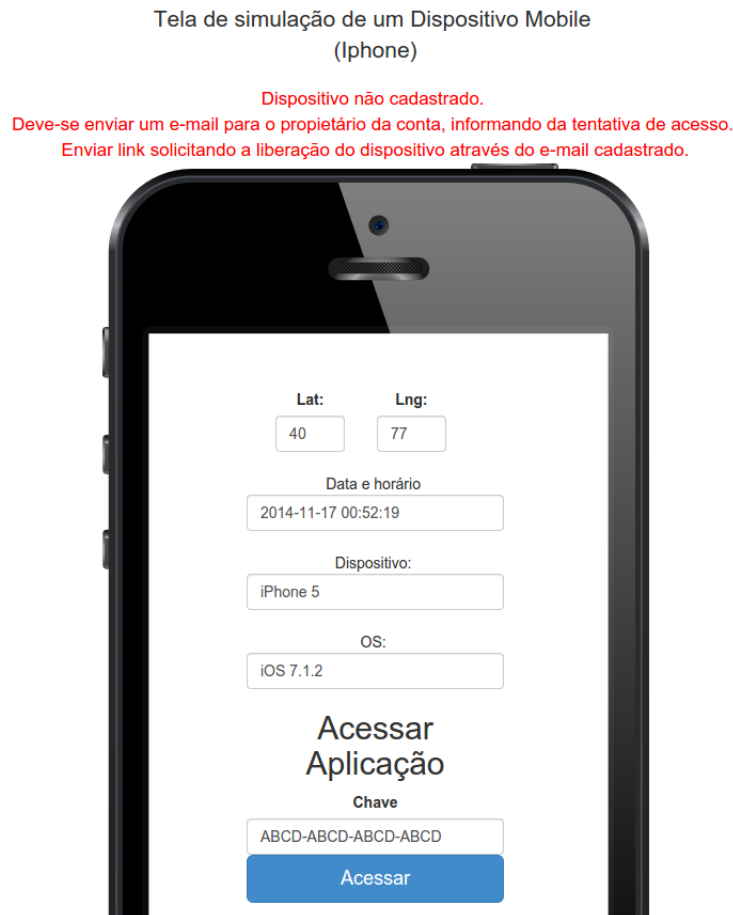 Tela de simulação de um Dispositivo Mobile
(Iphone)
Dispositivo não cadastrado.
Deve-se enviar um e-mail para o propietário da conta, informando da tentativa de acesso.
Enviar link solicitando a liberação do dispositivo através do e-mail cadastrado.
Lat: Lng:
40 77
Data e horário
2014-11-17 00:52:19
Dispositivo:
iPhone 5
OS:
iOS 7.1.2
Acessar
Aplicação
Chave
ABCD-ABCD-ABCD-ABCD
Acessar